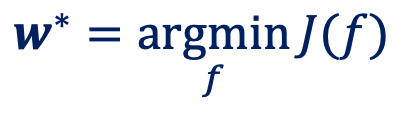 w* = argmin J(f)
f